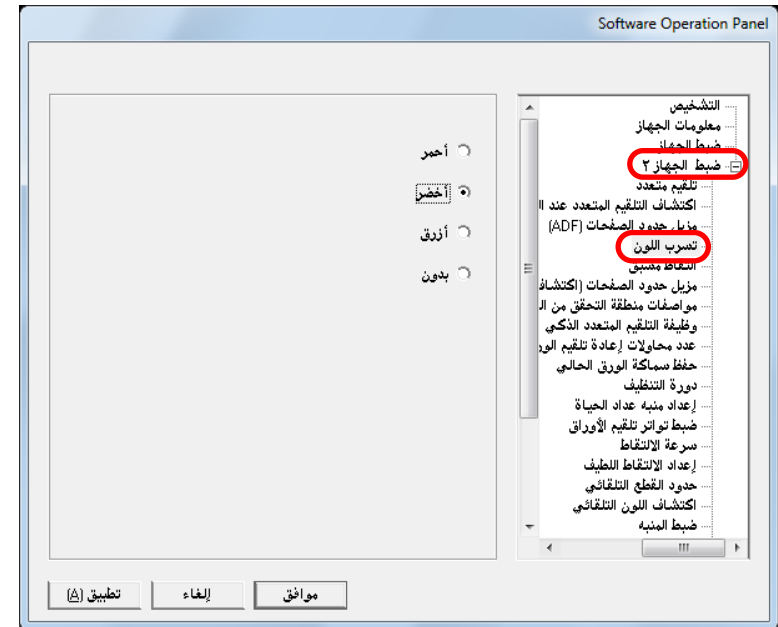 Software Operation Panel
التشخيص
معلومات الجهاز
ضبط الجهاز
ضبط الجهاز ٢
تلقيم متعدد
اكتشاف التلقيم المتعدد عند ا
مزيل حدود الصفحات (ADF)
تسرب اللون
التقاط مسبق
مزيل حدود الصفحات (اكتشاف
مواصفات منطقة التحقق من ال
وظيفة التلقيم المتعدد الذكي
عدد محاولات إعادة تلقيم الور
حفظ سماكة الورق الحالي
دورة التنظيف
إعداد منبه عداد الحياة
ضبط تواتر تلقيم الأوراق
سرعة الالتقاط
إعداد الالتقاط اللطيف
حدود القطع التلقائي
اكتشاف اللون التلقائي
ضبط المنبه
أحمر
أخضر
أزرق
بدون
موافق
إلغاء
تطبيق (A)